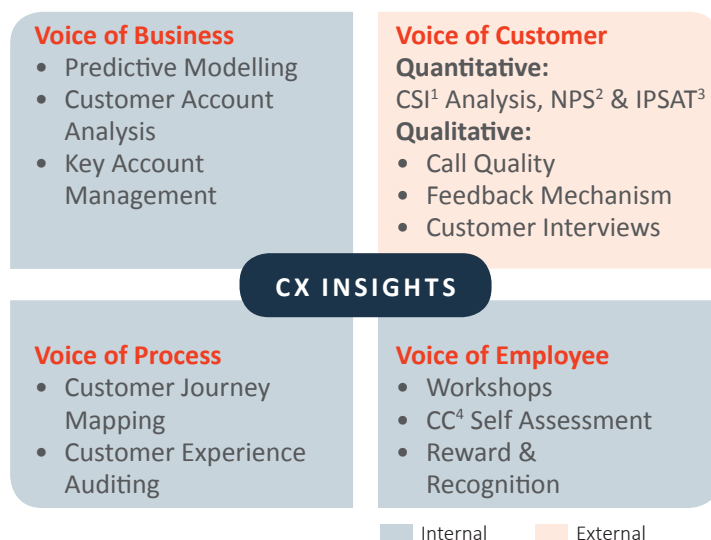 Voice of Business
• Predictive Modelling
• Customer Account
Analysis
• Key Account
Management
Voice of Customer
Quantitative:
CSI¹ Analysis, NPS² & IPSAT³
Qualitative:
• Call Quality
• Feedback Mechanism
• Customer Interviews
CX INSIGHTS
Voice of Process
• Customer Journey
Mapping
• Customer Experience
Auditing
Voice of Employee
• Workshops
• CC⁴ Self Assessment
• Reward &
Recognition
Internal
External